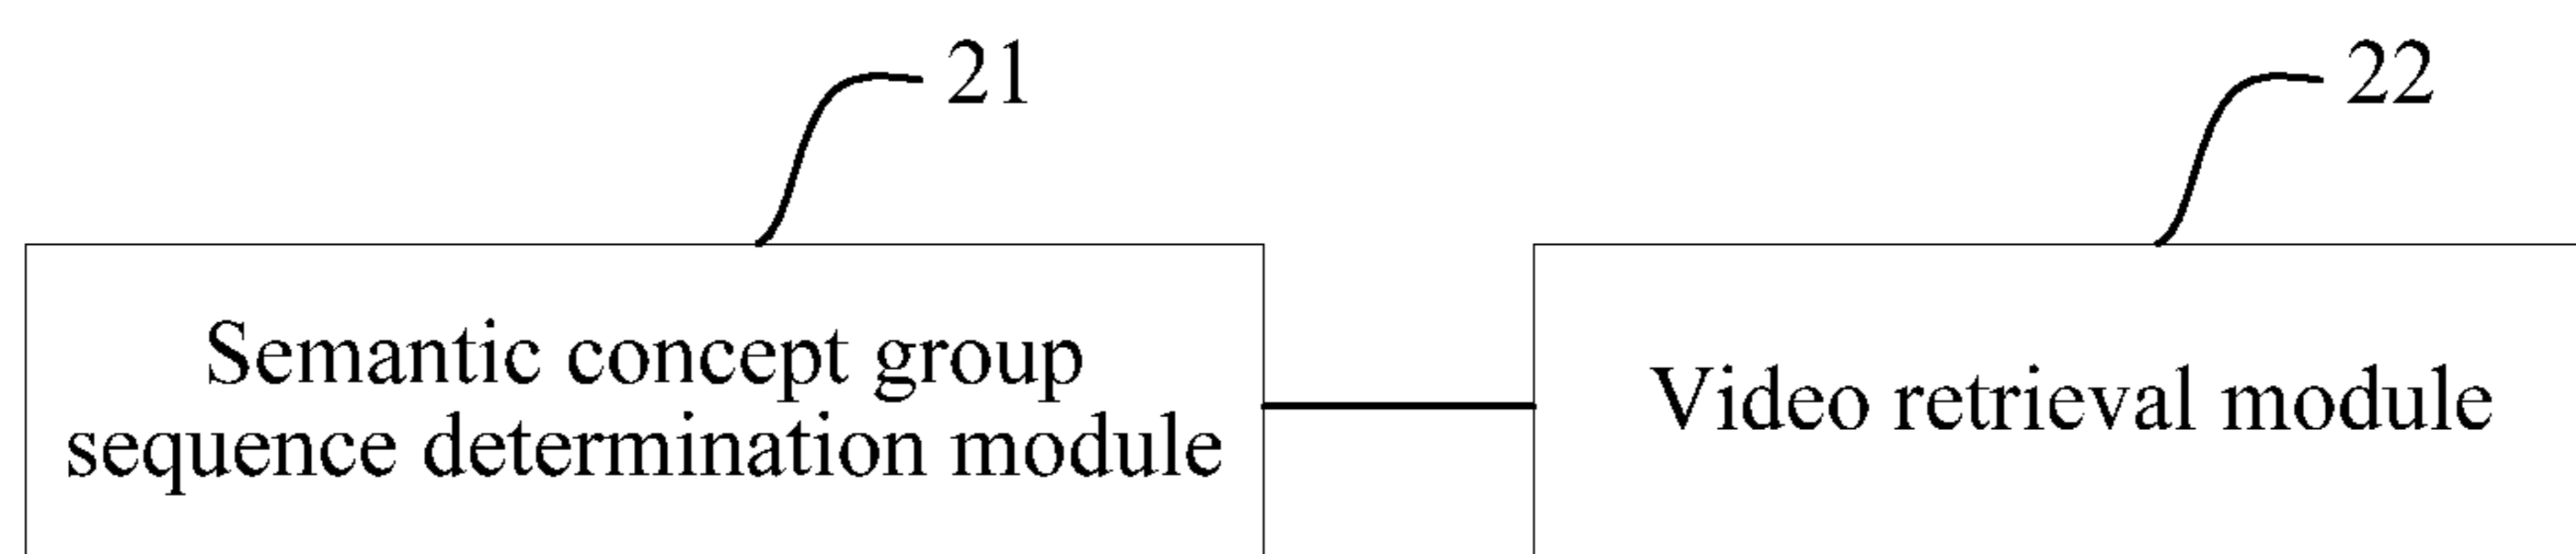 21
22
Semantic concept group
sequence determination module
Video retrieval module